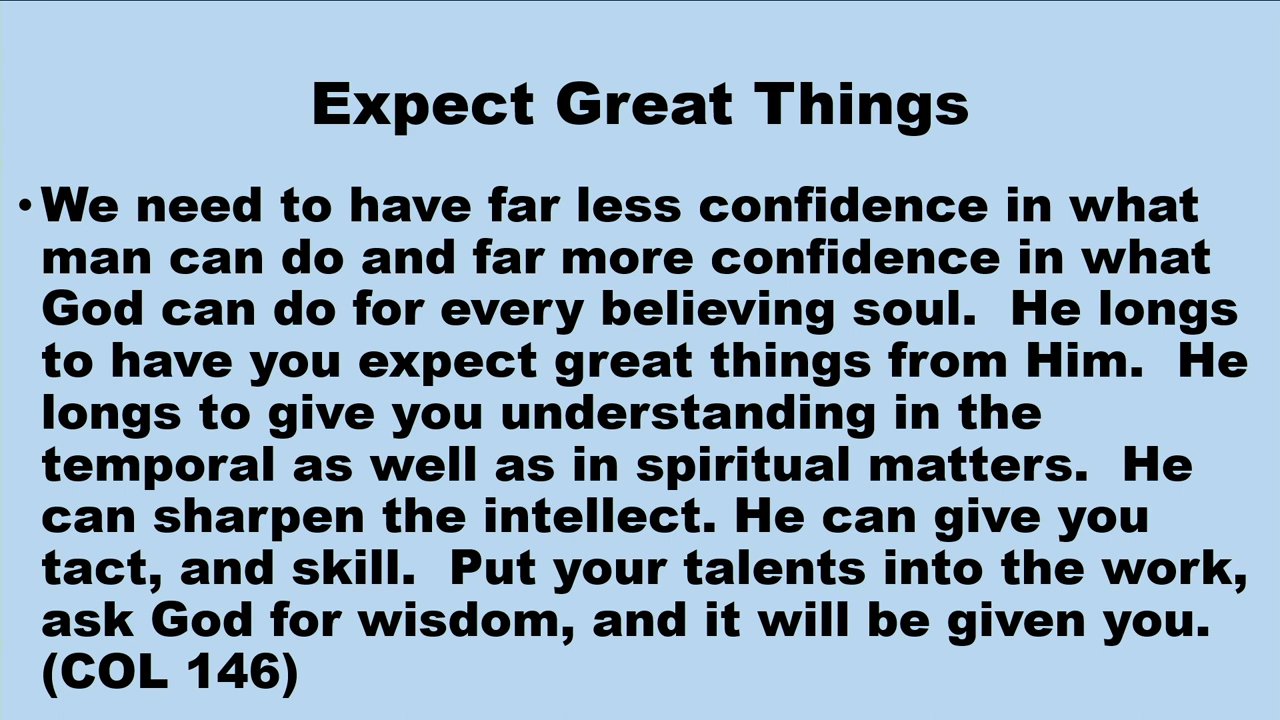 Expect Great Things
• We need to have far less confidence in what
man can do and far more confidence in what
God can do for every believing soul.  He longs
to have you expect great things from Him.  He
longs to give you understanding in the
temporal as well as in spiritual matters.  He
can sharpen the intellect. He can give you
tact, and skill.  Put your talents into the work,
ask God for wisdom, and it will be given you.
(COL 146)